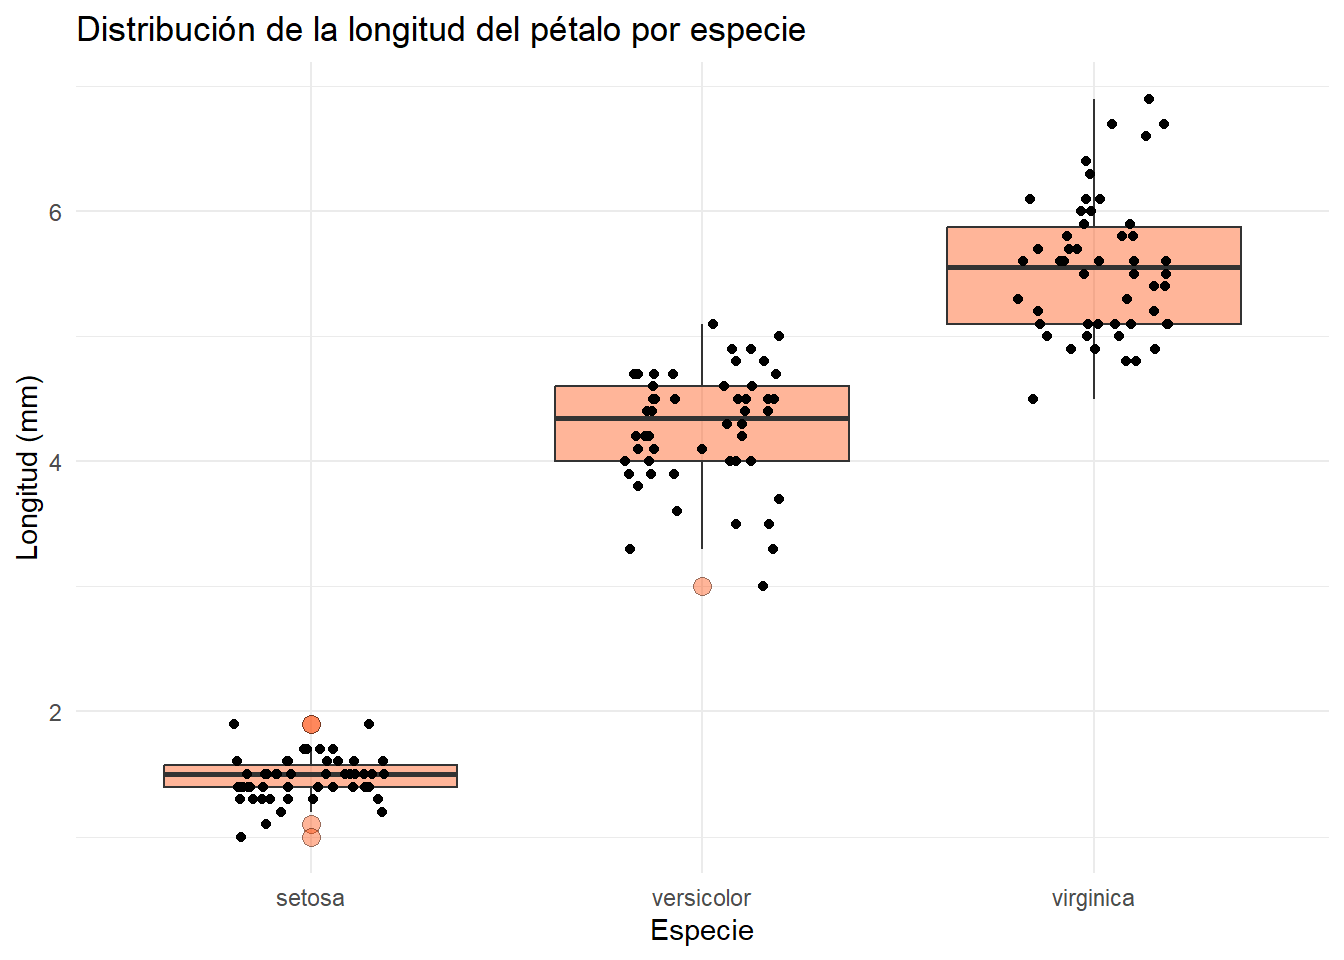 Distribución de la longitud del pétalo por especie
Longitud (mm)
6
4
2
setosa versicolor virginica
Especie